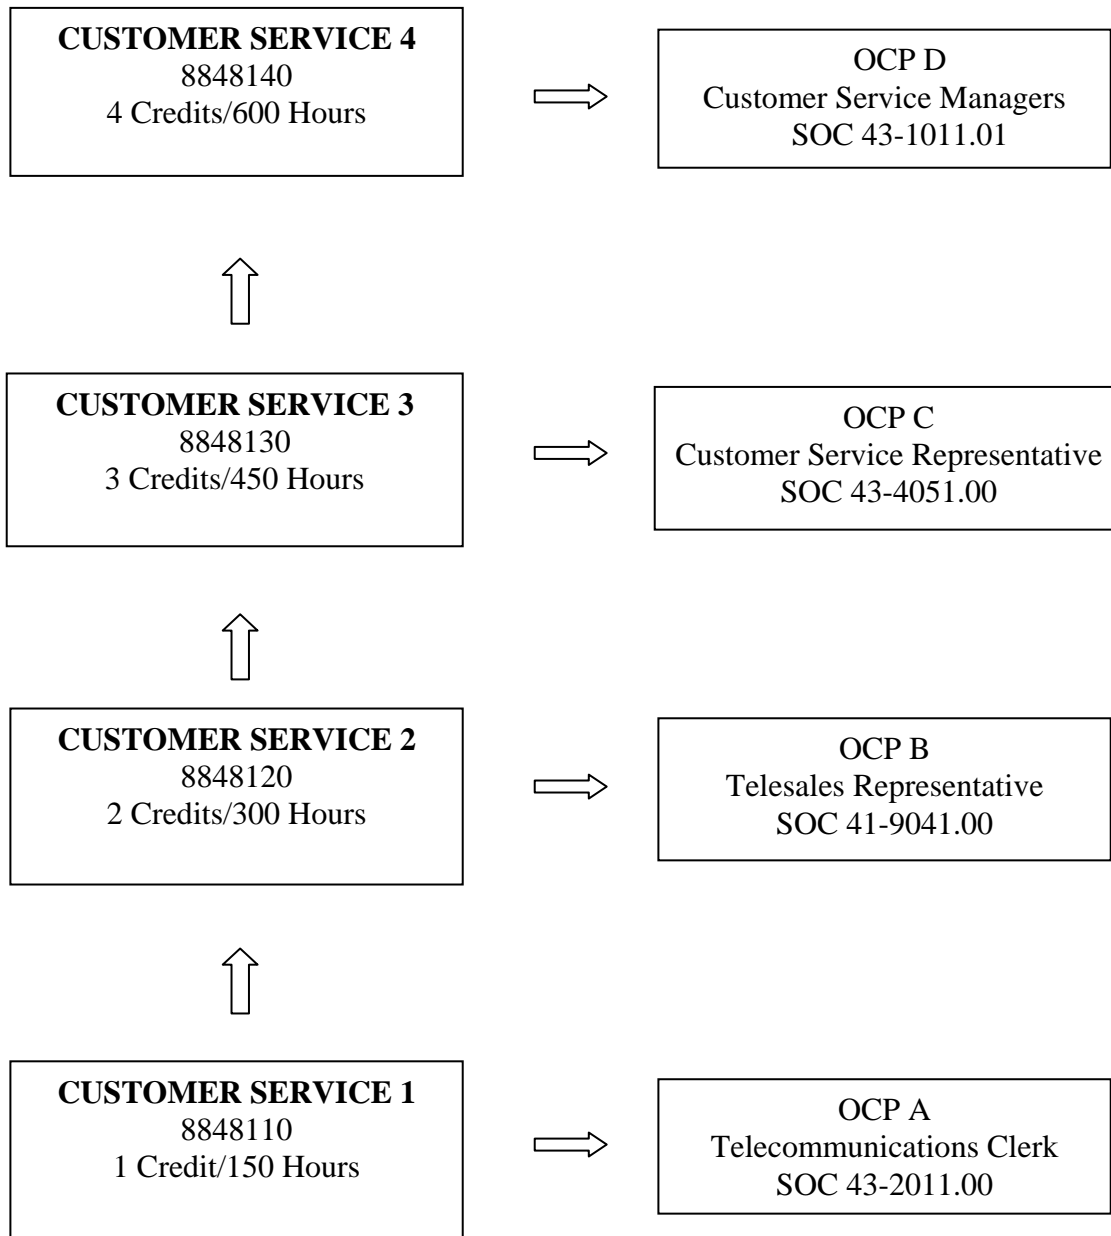 CUSTOMER SERVICE 4
8848140
4 Credits/600 Hours
OCP D
Customer Service Managers
SOC 43-1011.01
CUSTOMER SERVICE 3
8848130
3 Credits/450 Hours
OCP C
Customer Service Representative
SOC 43-4051.00
CUSTOMER SERVICE 2
8848120
2 Credits/300 Hours
OCP B
Telesales Representative
SOC 41-9041.00
CUSTOMER SERVICE 1
8848110
1 Credit/150 Hours
OCP A
Telecommunications Clerk
SOC 43-2011.00